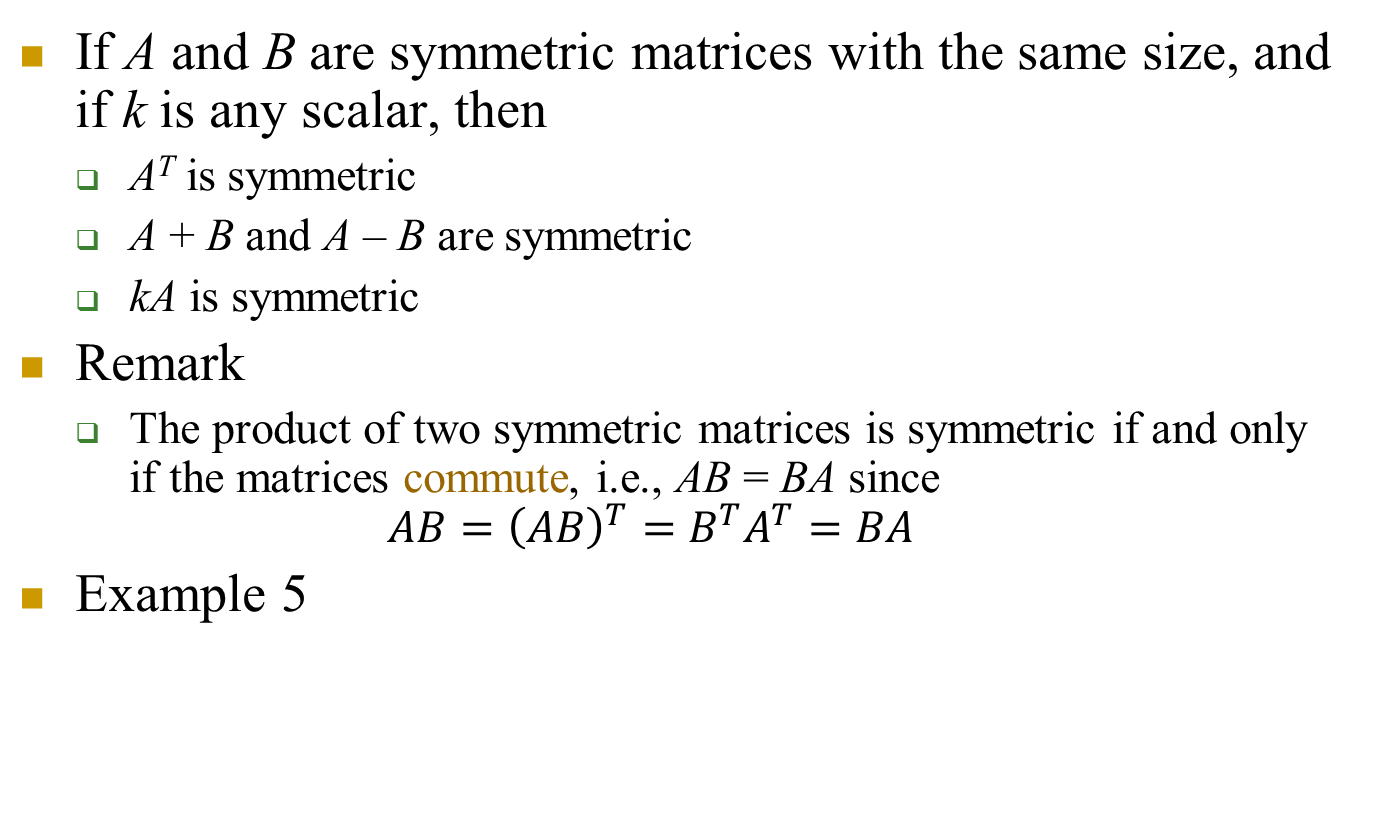 If A and B are symmetric matrices with the same size, and
if k is any scalar, then
Aᵀ is symmetric
A + B and A – B are symmetric
kA is symmetric
Remark
The product of two symmetric matrices is symmetric if and only
if the matrices commute, i.e., AB = BA since
AB = (AB)ᵀ = BᵀAᵀ = BA
Example 5